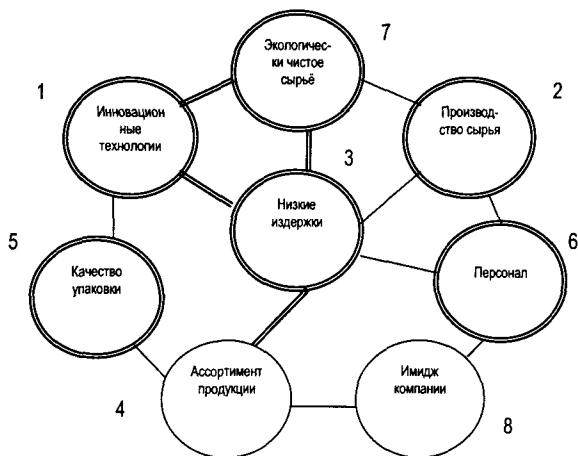 7
Экологичес-
ки чистое
сырьё
1
Инновацион
ные
технологии
2
Производ-
ство сырья
3
Низкие
издержки
5
Качество
упаковки
6
Персонал
Ассортимент
продукции
4
Имидж
компании
8